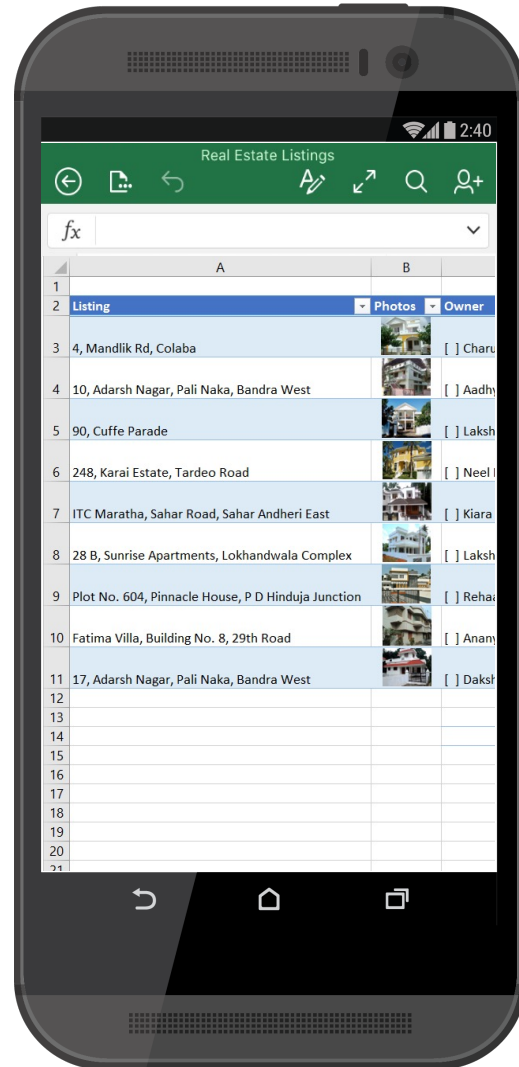 2:40
Real Estate Listings
fx
A B
1
2 Listing Photos Owner
3 4, Mandlik Rd, Colaba [ ] Charu
4 10, Adarsh Nagar, Pali Naka, Bandra West [ ] Aadhy
5 90, Cuffe Parade [ ] Laksh
6 248, Karai Estate, Tardeo Road [ ] Neel
7 ITC Maratha, Sahar Road, Sahar Andheri East [ ] Kiara
8 28 B, Sunrise Apartments, Lokhandwala Complex [ ] Laksh
9 Plot No. 604, Pinnacle House, P D Hinduja Junction [ ] Reha
10 Fatima Villa, Building No. 8, 29th Road [ ] Anany
11 17, Adarsh Nagar, Pali Naka, Bandra West [ ] Daksh
12
13
14
15
16
17
18
19
20
21